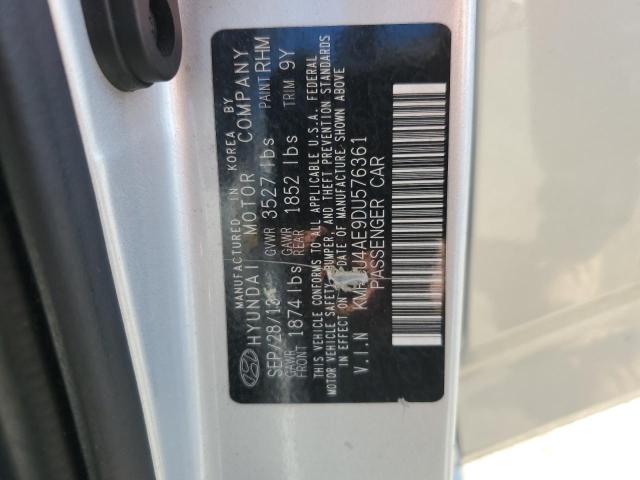 MANUFACTURED IN KOREA BY
HYUNDAI MOTOR COMPANY
SEP/28/13 GVWR 3527 lbs PAINT RHM
GAWR FRONT 1874 lbs GAWR REAR 1852 lbs TRIM 9Y
THIS VEHICLE CONFORMS TO ALL APPLICABLE U.S.A. FEDERAL
MOTOR VEHICLE SAFETY, BUMPER, AND THEFT PREVENTION STANDARDS
IN EFFECT ON THE DATE OF MANUFACTURE SHOWN ABOVE
V.I.N
PASSENGER CAR